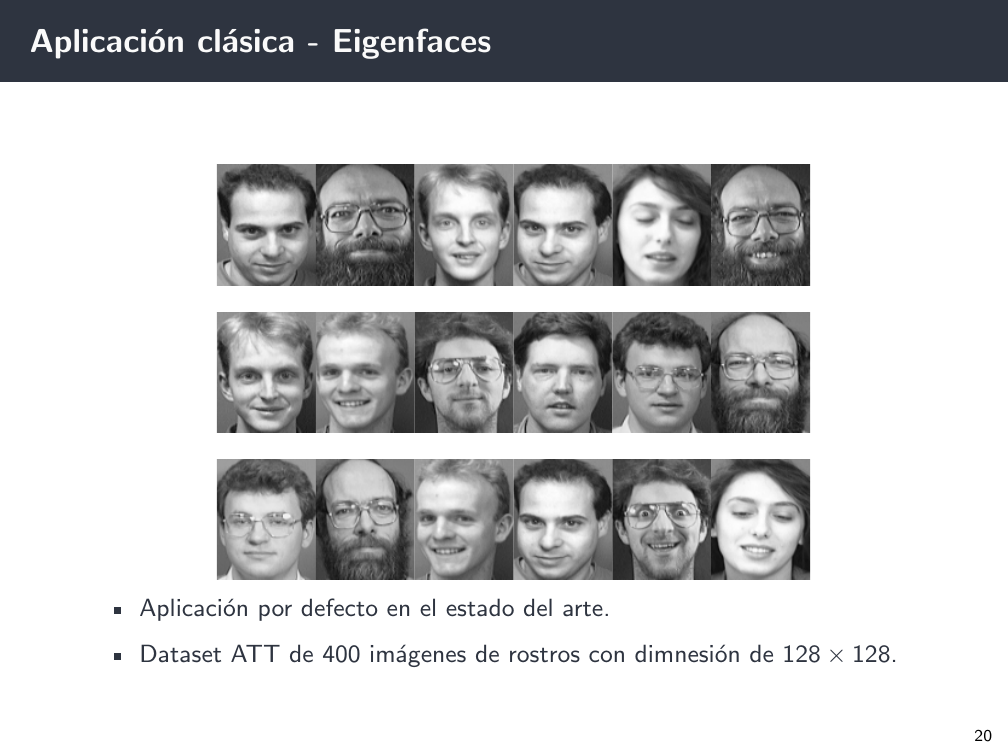 Aplicación clásica - Eigenfaces
▪ Aplicación por defecto en el estado del arte.
▪ Dataset ATT de 400 imágenes de rostros con dimnesión de 128 × 128.
20